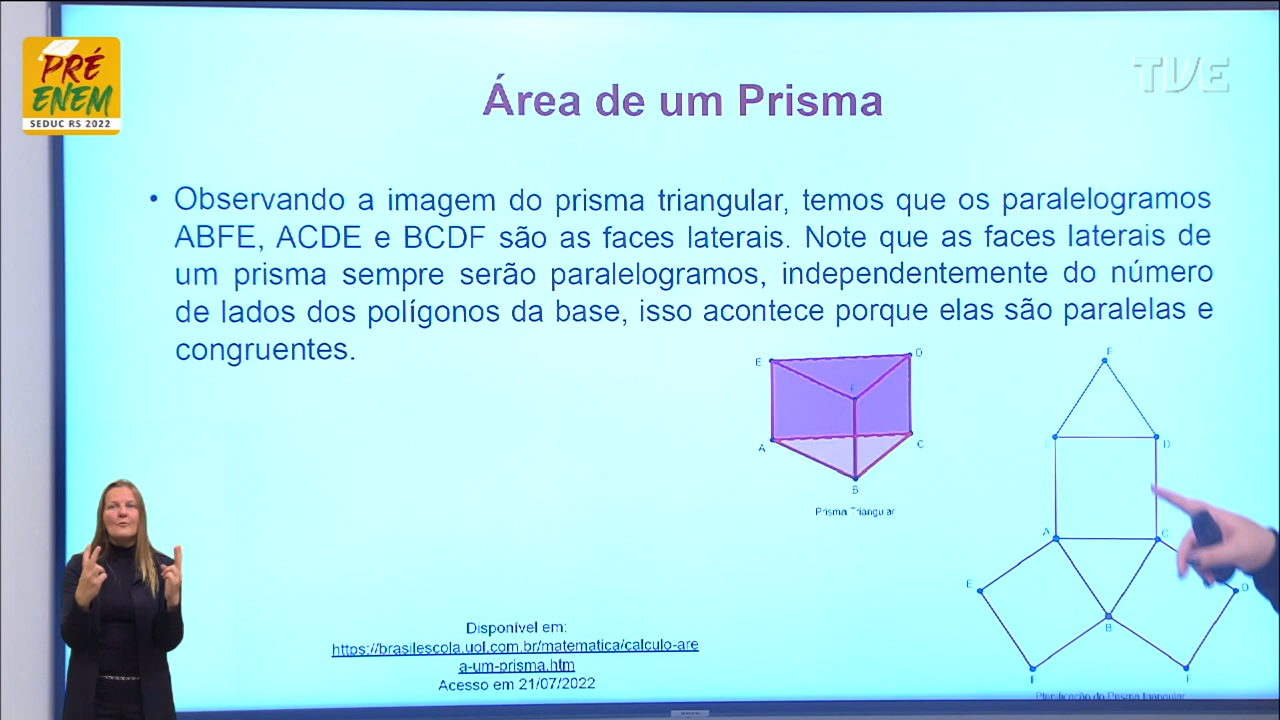 PRÉ
ENEM
SEDUC RS 2022
TVE
Área de um Prisma
• Observando a imagem do prisma triangular, temos que os paralelogramos
ABFE, ACDE e BCDF são as faces laterais. Note que as faces laterais de
um prisma sempre serão paralelogramos, independentemente do número
de lados dos polígonos da base, isso acontece porque elas são paralelas e
congruentes.
E
D
F
A
C
B
Prisma Triangular
F
D
A
C
E
D
B
F
F
Planificação do Prisma triangular
Disponível em:
https://brasilescola.uol.com.br/matematica/calculo-are
a-um-prisma.htm
Acesso em 21/07/2022